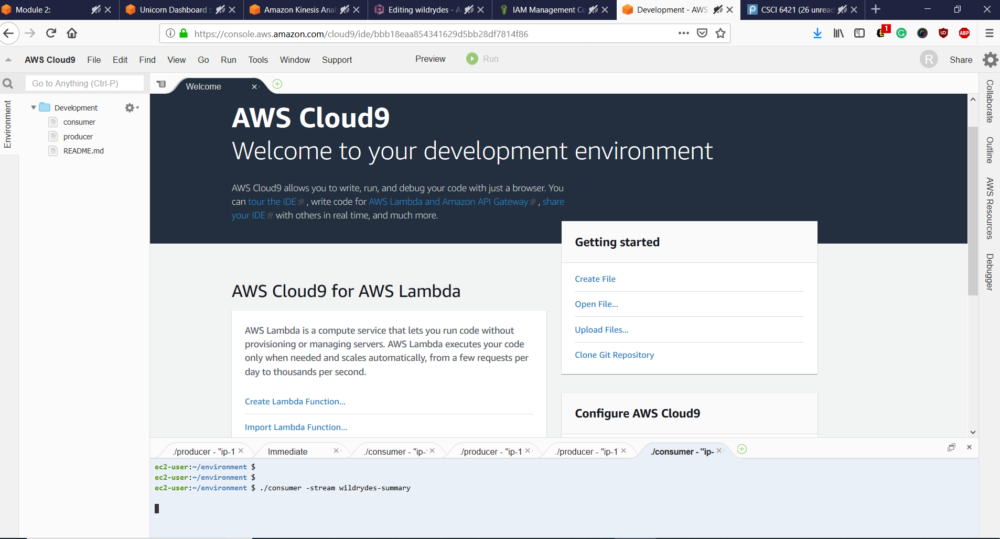 Module 2:
Unicorn Dashboard ::
Amazon Kinesis Anal
Editing wildrydes - A
IAM Management Co
Development - AWS
CSCI 6421 (26 unread
https://console.aws.amazon.com/cloud9/ide/bbb18eaa854341629d5bb28df7814f86
1
ABP
AWS Cloud9 File Edit Find View Go Run Tools Window Support Preview Run R Share
Go to Anything (Ctrl-P)
Welcome
Environment
Development
consumer
producer
README.md
AWS Cloud9
Welcome to your development environment
AWS Cloud9 allows you to write, run, and debug your code with just a browser. You
can tour the IDE , write code for AWS Lambda and Amazon API Gateway , share
your IDE with others in real time, and much more.
Getting started
Create File
Open File...
Upload Files...
Clone Git Repository
AWS Cloud9 for AWS Lambda
AWS Lambda is a compute service that lets you run code without
provisioning or managing servers. AWS Lambda executes your code
only when needed and scales automatically, from a few requests per
day to thousands per second.
Create Lambda Function...
Import Lambda Function...
Configure AWS Cloud9
Collaborate
Outline
AWS Resources
Debugger
./producer - "ip-1
Immediate
./consumer - "ip-
./producer - "ip-1
./producer - "ip-1
./consumer - "ip-
ec2-user:~/environment $
ec2-user:~/environment $
ec2-user:~/environment $ ./consumer -stream wildrydes-summary